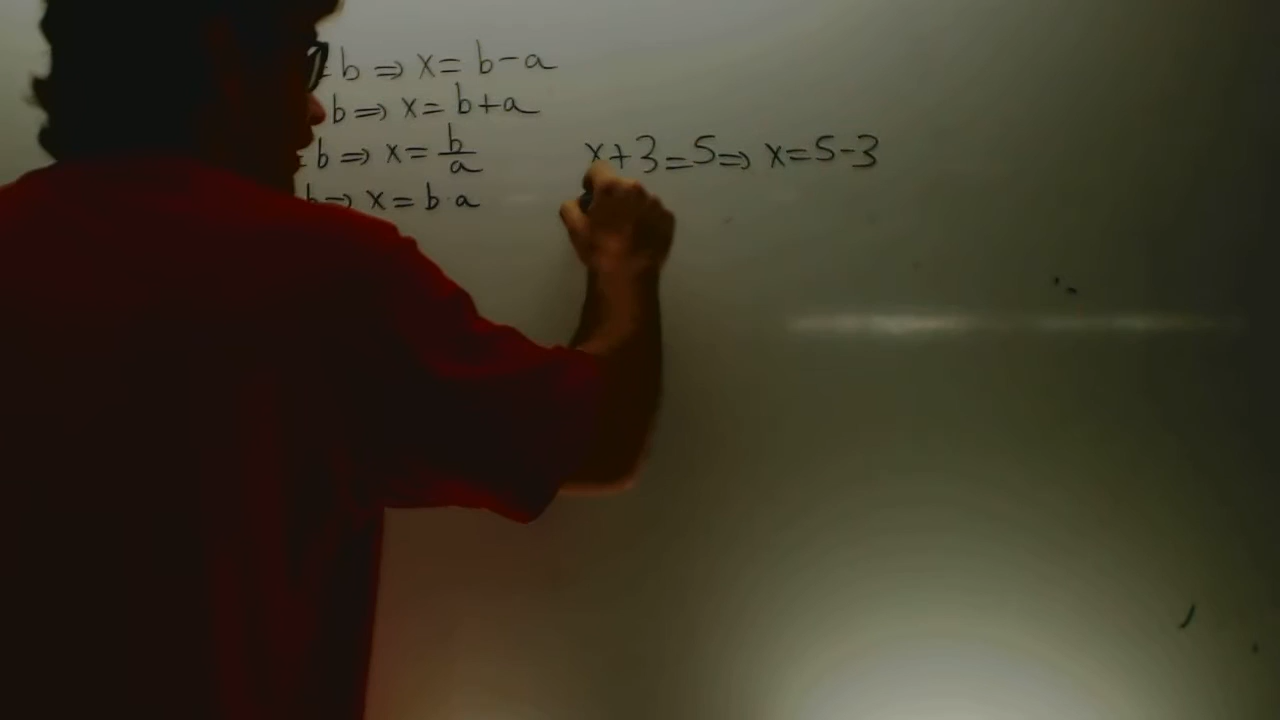 = b ⇒ x = b - a
b ⇒ x = b + a
= b ⇒ x = b/a
b ⇒ x = b · a
x + 3 = 5 ⇒ x = 5 - 3